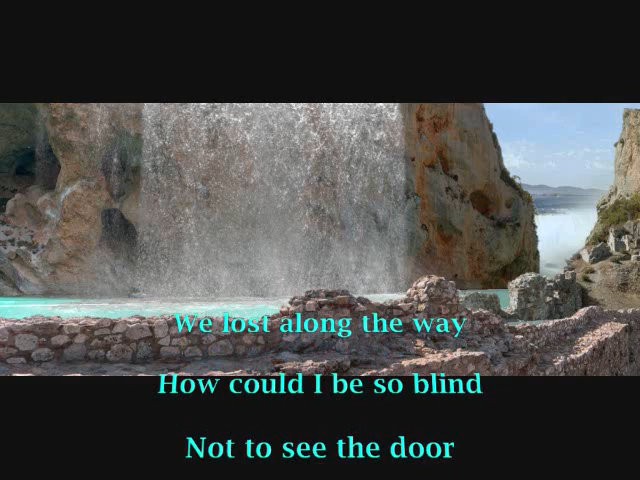 We lost along the way
How could I be so blind
Not to see the door